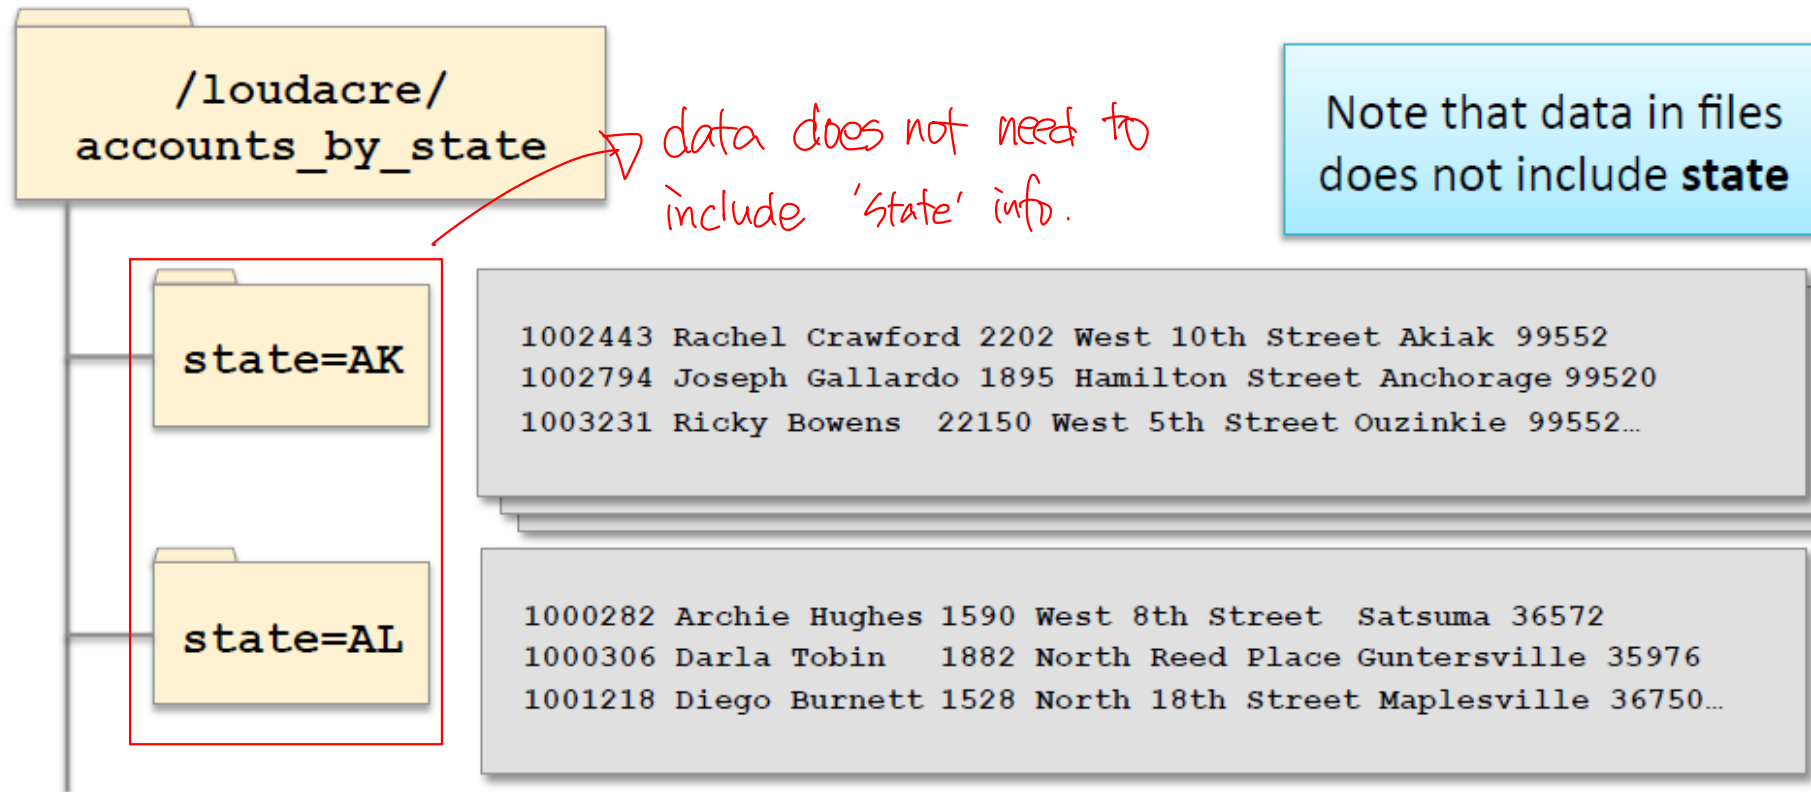 /loudacre/
accounts_by_state
data does not need to
include 'state' info.
Note that data in files
does not include state
state=AK
1002443 Rachel Crawford 2202 West 10th Street Akiak 99552
1002794 Joseph Gallardo 1895 Hamilton Street Anchorage 99520
1003231 Ricky Bowens 22150 West 5th Street Ouzinkie 99552…
state=AL
1000282 Archie Hughes 1590 West 8th Street Satsuma 36572
1000306 Darla Tobin 1882 North Reed Place Guntersville 35976
1001218 Diego Burnett 1528 North 18th Street Maplesville 36750…